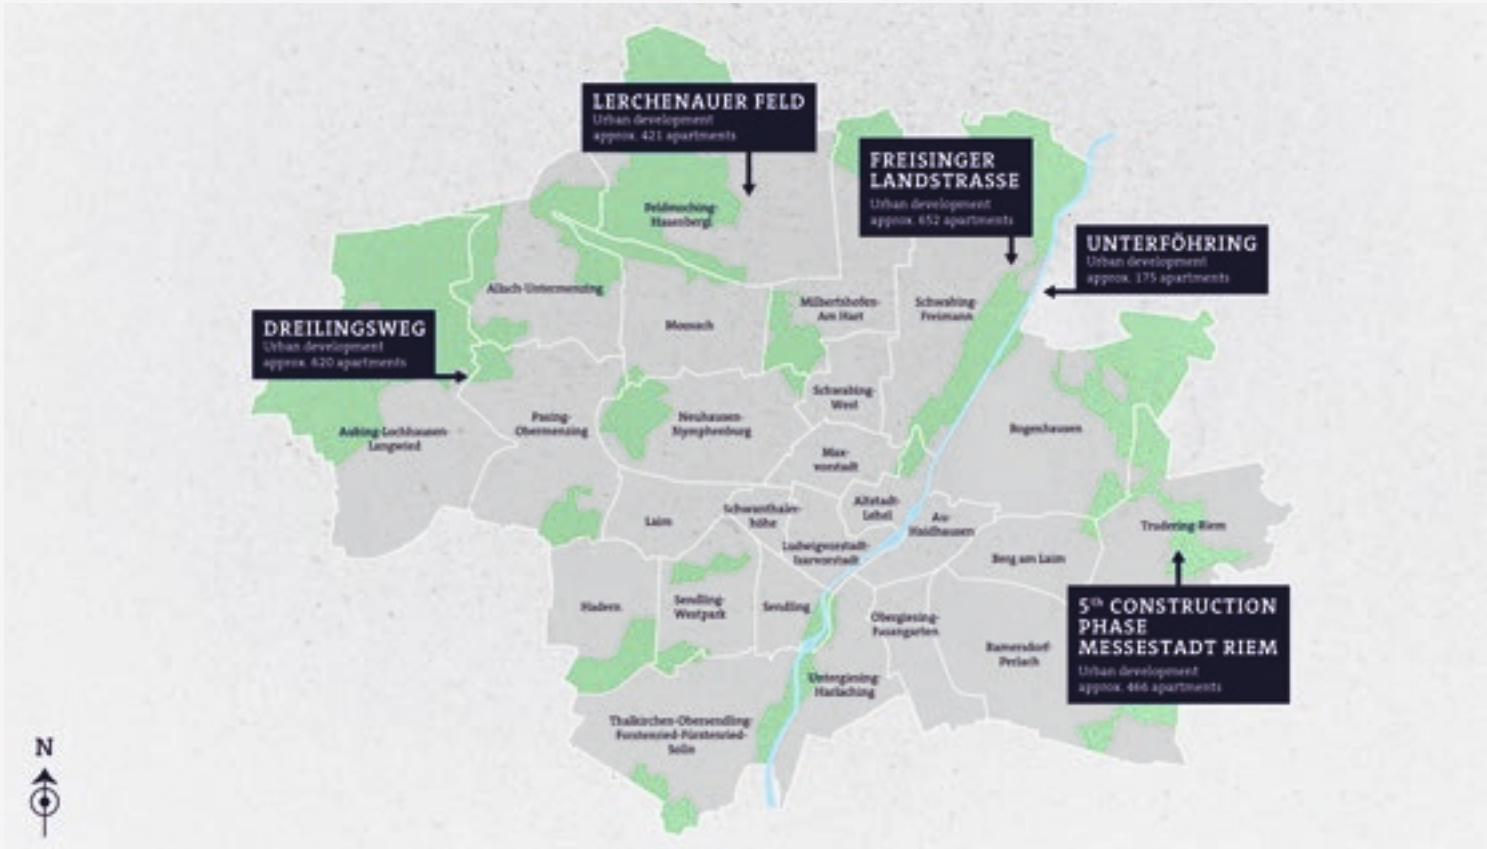 LERCHENAUER FELD
Urban development
approx. 421 apartments
FREISINGER
LANDSTRASSE
Urban development
approx. 652 apartments
UNTERFÖHRING
Urban development
approx. 175 apartments
DREILINGSWEG
Urban development
approx. 620 apartments
5th CONSTRUCTION
PHASE
MESSESTADT RIEM
Urban development
approx. 466 apartments
Feldmoching-
Hasenbergl
Allach-Untermenzing
Moosach
Milbertshofen-
Am Hart
Schwabing-
Freimann
Schwabing-
West
Neuhausen-
Nymphenburg
Pasing-
Obermenzing
Aubing-Lochhausen-
Langwied
Bogenhausen
Max-
vorstadt
Altstadt-
Lehel
Au-
Haidhausen
Schwanthaler-
höhe
Laim
Ludwigsvorstadt-
Isarvorstadt
Trudering-Riem
Berg am Laim
Hadern
Sendling-
Westpark
Sendling
Obergiesing-
Fasangarten
Ramersdorf-
Perlach
Untergiesing-
Harlaching
Thalkirchen-Obersendling-
Forstenried-Fürstenried-
Solln
N